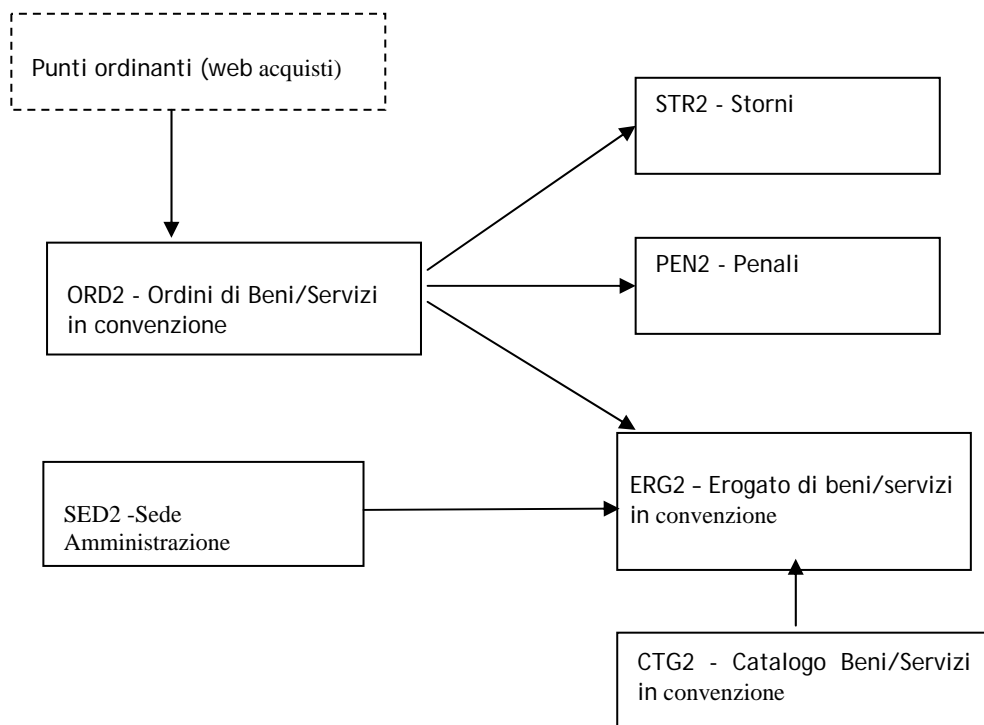 Punti ordinanti (web acquisti)
STR2 - Storni
PEN2 - Penali
ORD2 - Ordini di Beni/Servizi
in convenzione
ERG2 – Erogato di beni/servizi
in convenzione
SED2 -Sede
Amministrazione
CTG2 - Catalogo Beni/Servizi
in convenzione